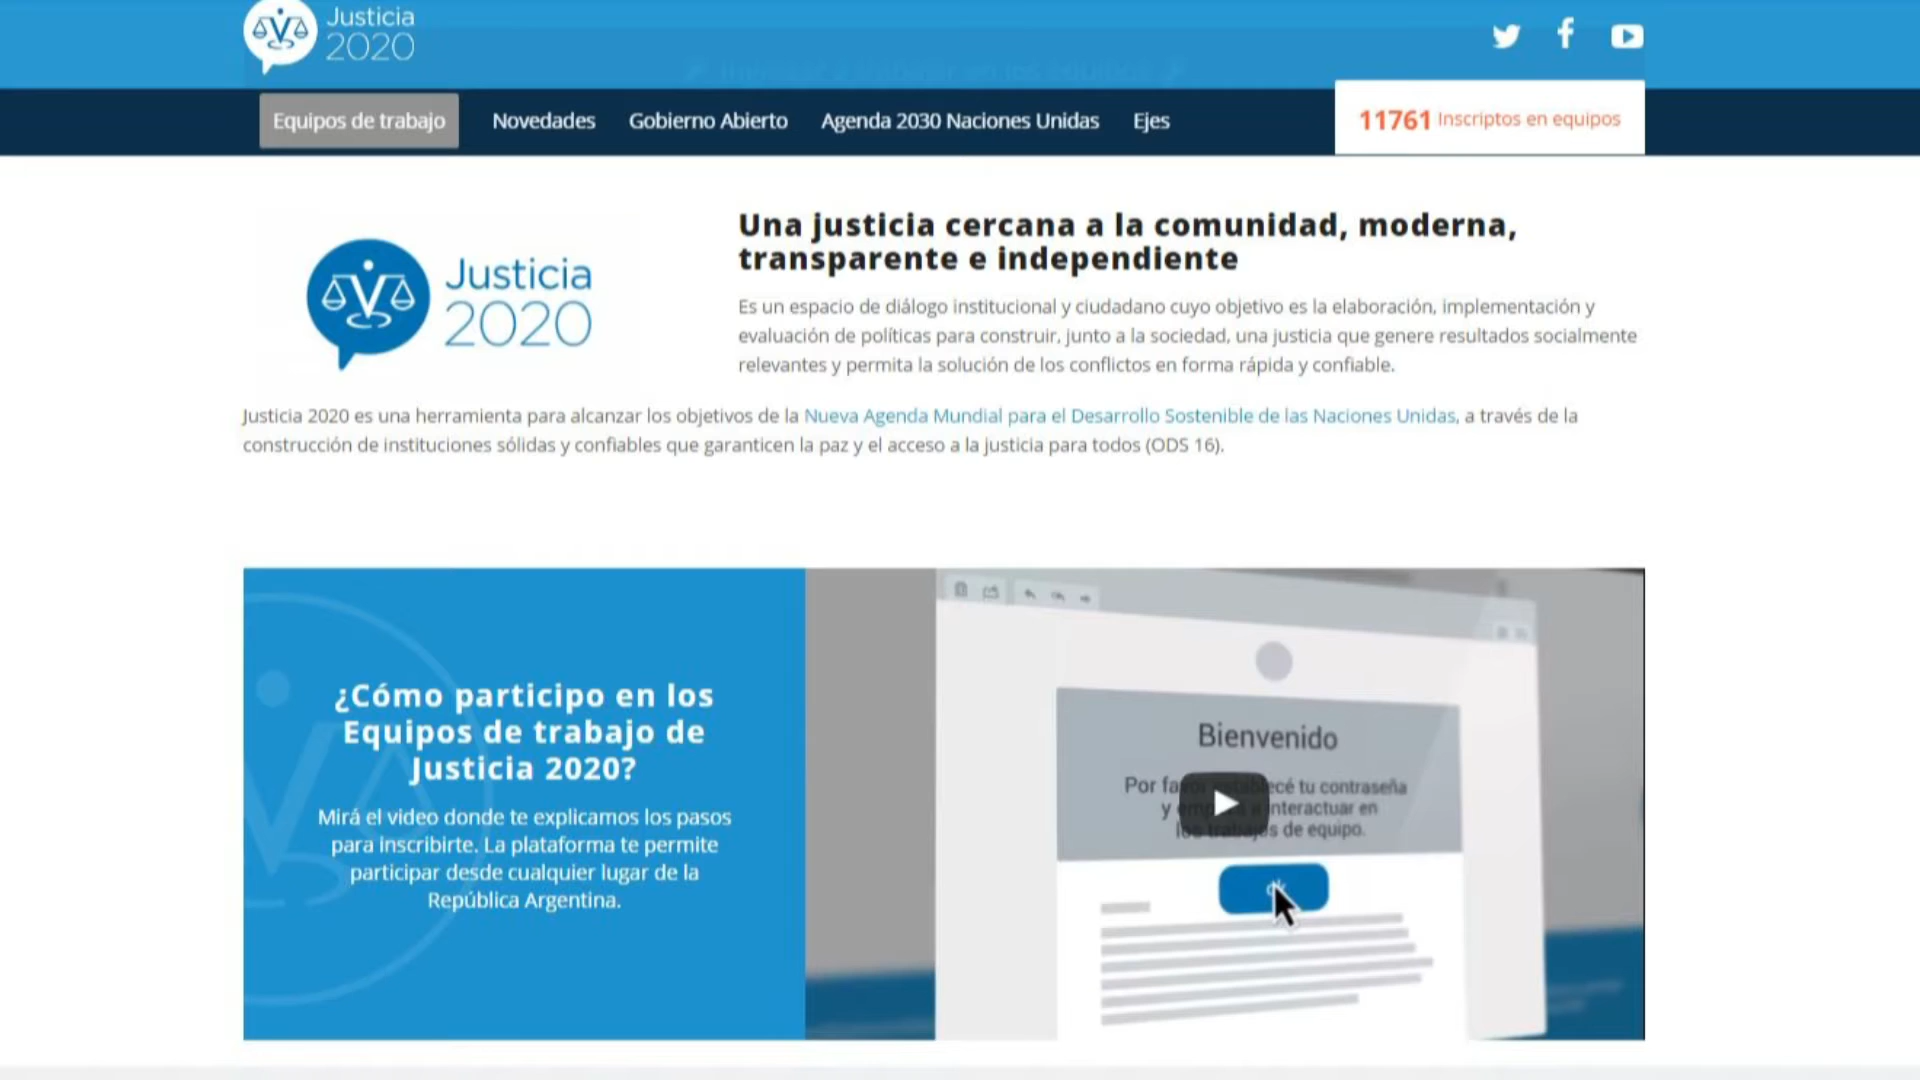 Justicia
2020
Equipos de trabajo
Novedades
Gobierno Abierto
Agenda 2030 Naciones Unidas
Ejes
11761 Inscriptos en equipos
Justicia
2020
Una justicia cercana a la comunidad, moderna,
transparente e independiente
Es un espacio de diálogo institucional y ciudadano cuyo objetivo es la elaboración, implementación y
evaluación de políticas para construir, junto a la sociedad, una justicia que genere resultados socialmente
relevantes y permita la solución de los conflictos en forma rápida y confiable.
Justicia 2020 es una herramienta para alcanzar los objetivos de la Nueva Agenda Mundial para el Desarrollo Sostenible de las Naciones Unidas, a través de la
construcción de instituciones sólidas y confiables que garanticen la paz y el acceso a la justicia para todos (ODS 16).
¿Cómo participo en los
Equipos de trabajo de
Justicia 2020?
Mirá el video donde te explicamos los pasos
para inscribirte. La plataforma te permite
participar desde cualquier lugar de la
República Argentina.
Bienvenido
Por tu contraseña
y interactuar en
trabajos de equipo.